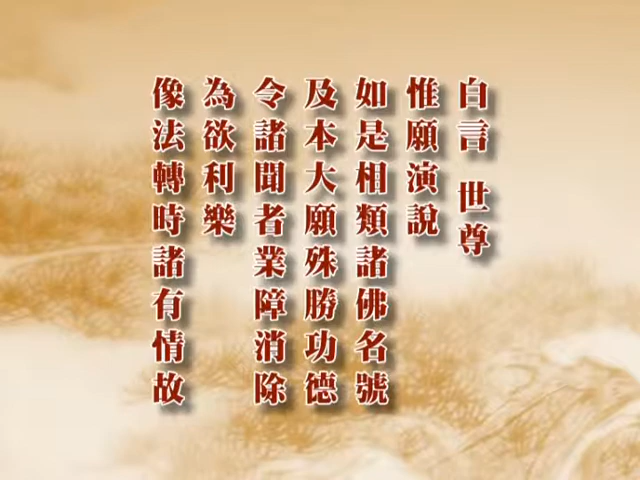 白言 世尊
惟願演說
如是相類諸佛名號
及本大願殊勝功德
令諸聞者業障消除
為欲利樂
像法轉時諸有情故